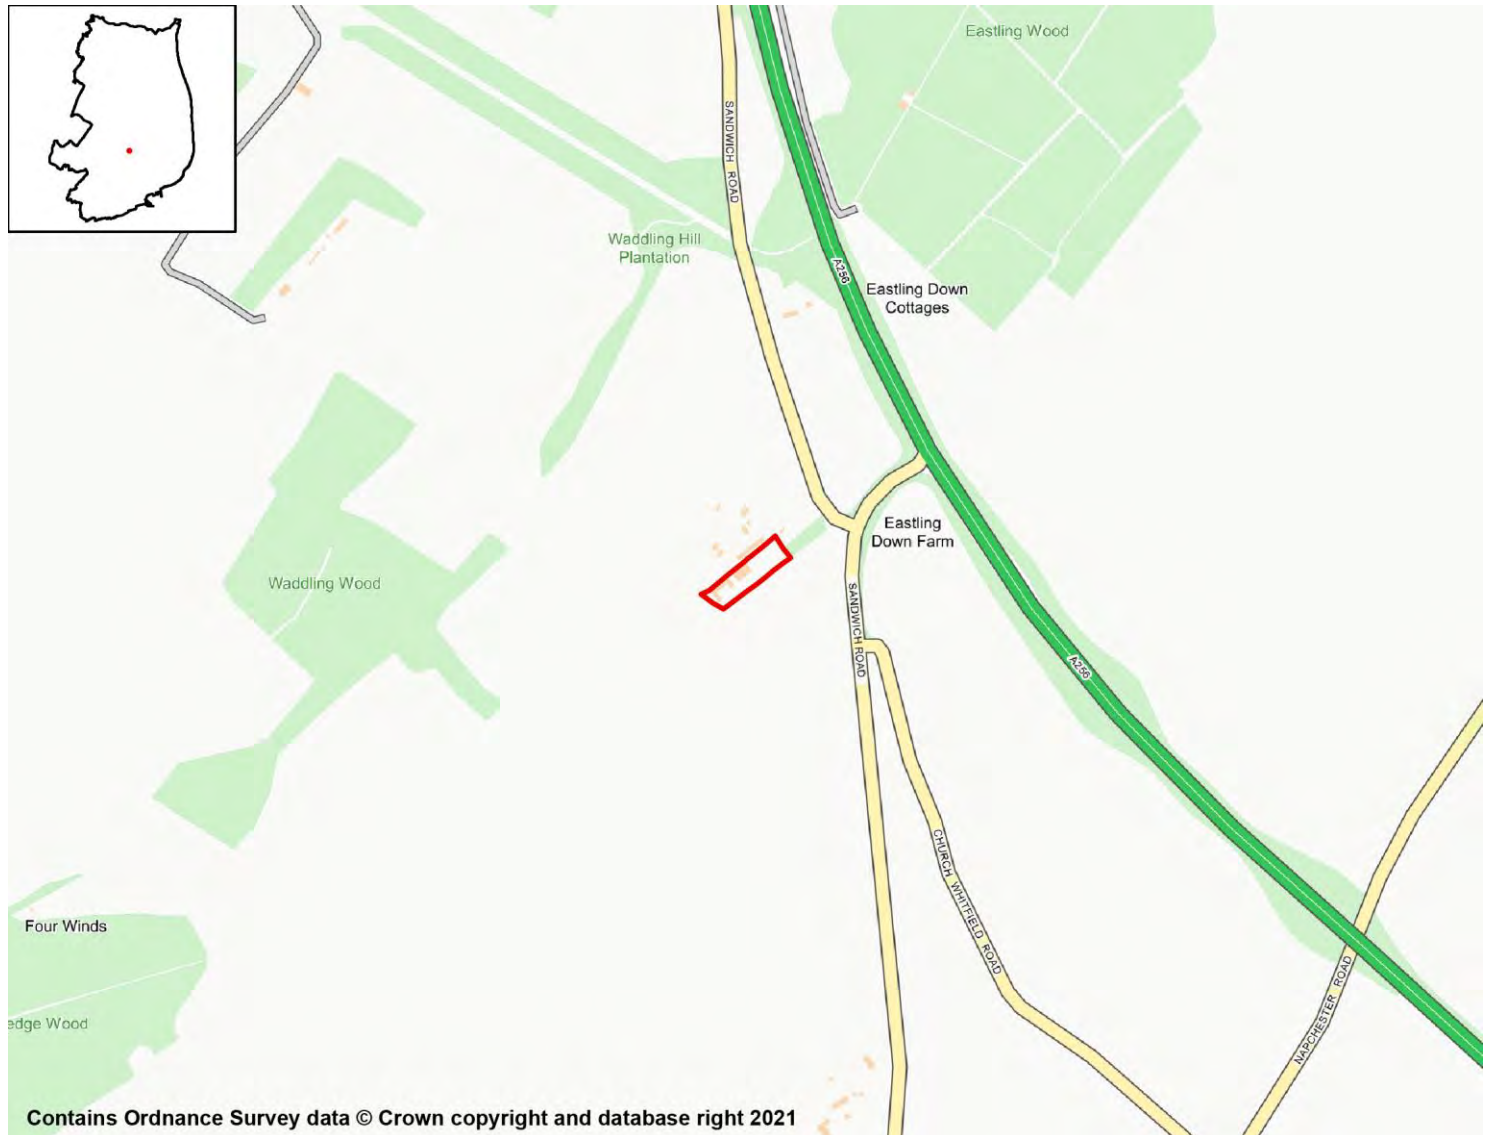 Eastling Wood
SANDWICH ROAD
Waddling Hill
Plantation
A256
Eastling Down
Cottages
Eastling
Down Farm
Waddling Wood
SANDWICH ROAD
A256
CHURCH WHITFIELD ROAD
Four Winds
NAPCHESTER ROAD
edge Wood
Contains Ordnance Survey data © Crown copyright and database right 2021